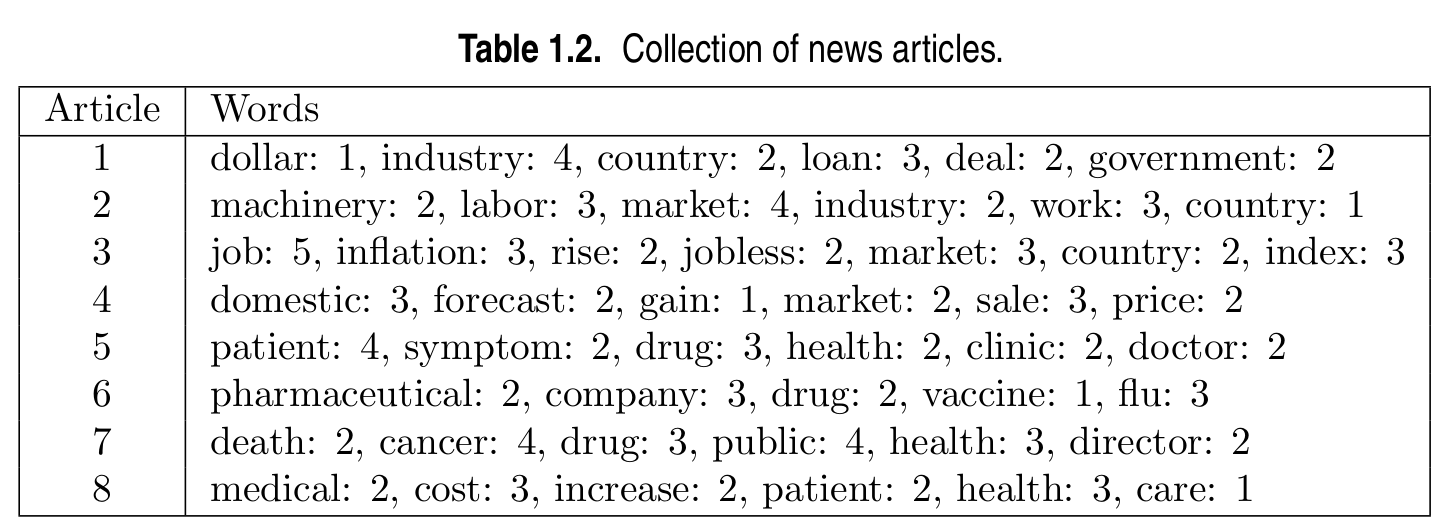 Table 1.2. Collection of news articles.
Article Words
1 dollar: 1, industry: 4, country: 2, loan: 3, deal: 2, government: 2
2 machinery: 2, labor: 3, market: 4, industry: 2, work: 3, country: 1
3 job: 5, inflation: 3, rise: 2, jobless: 2, market: 3, country: 2, index: 3
4 domestic: 3, forecast: 2, gain: 1, market: 2, sale: 3, price: 2
5 patient: 4, symptom: 2, drug: 3, health: 2, clinic: 2, doctor: 2
6 pharmaceutical: 2, company: 3, drug: 2, vaccine: 1, flu: 3
7 death: 2, cancer: 4, drug: 3, public: 4, health: 3, director: 2
8 medical: 2, cost: 3, increase: 2, patient: 2, health: 3, care: 1